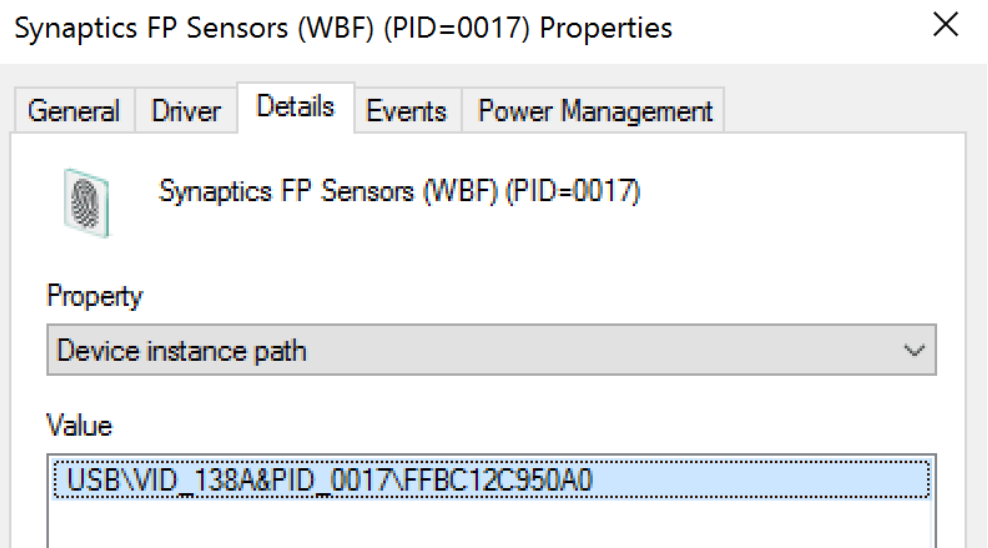 Synaptics FP Sensors (WBF) (PID=0017) Properties
General Driver Details Events Power Management
Synaptics FP Sensors (WBF) (PID=0017)
Property
Device instance path
Value
USB\VID_138A&PID_0017\FFBC12C950A0